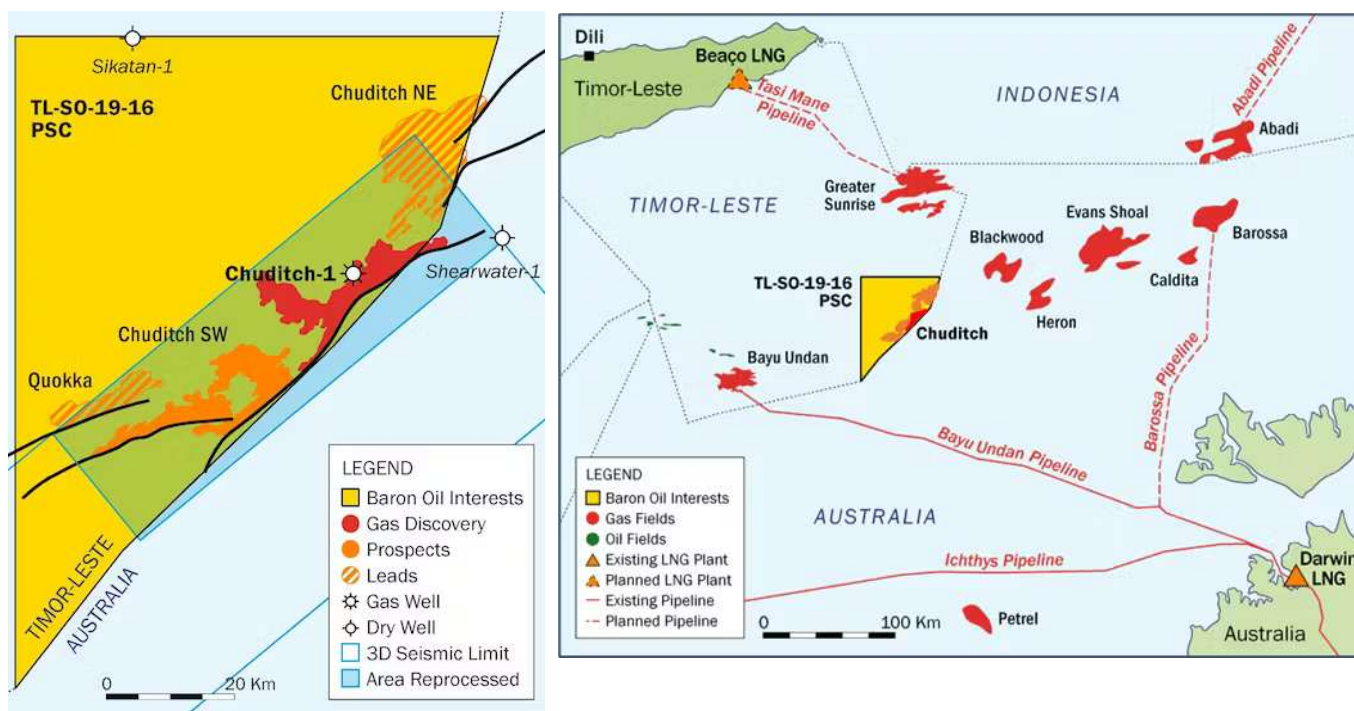 Sikatan-1
TL-SO-19-16
PSC
Chuditch NE
Chuditch-1
Shearwater-1
Chuditch SW
Quokka
TIMOR-LESTE
AUSTRALIA
0 20 Km
LEGEND
Baron Oil Interests
Gas Discovery
Prospects
Leads
Gas Well
Dry Well
3D Seismic Limit
Area Reprocessed
Dili
Beaço LNG
Timor-Leste
Tasi Mane
Pipeline
INDONESIA
Abadi Pipeline
Abadi
Greater
Sunrise
TIMOR-LESTE
Evans Shoal
Blackwood
Barossa
Caldita
Heron
TL-SO-19-16
PSC
Chuditch
Bayu Undan
Barossa Pipeline
Bayu Undan Pipeline
AUSTRALIA
Ichthys Pipeline
Darwin
LNG
Petrel
Australia
LEGEND
Baron Oil Interests
Gas Fields
Oil Fields
Existing LNG Plant
Planned LNG Plant
Existing Pipeline
Planned Pipeline
0 100 Km